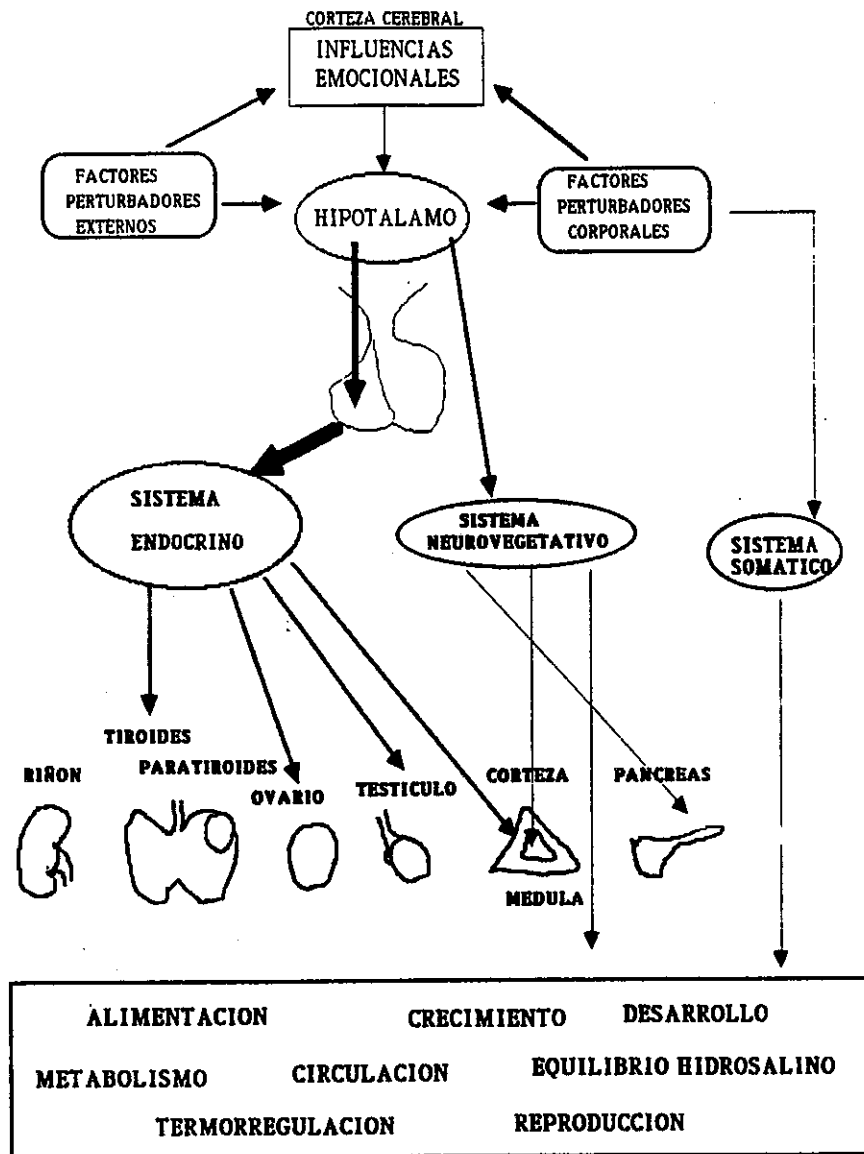 CORTEZA CEREBRAL
INFLUENCIAS
EMOCIONALES
FACTORES
PERTURBADORES
EXTERNOS
HIPOTALAMO
FACTORES
PERTURBADORES
CORPORALES
SISTEMA
ENDOCRINO
SISTEMA
NEUROVEGETATIVO
SISTEMA
SOMATICO
RIÑON
TIROIDES
PARATIROIDES
OVARIO
TESTICULO
CORTEZA
PANCREAS
MEDULA
ALIMENTACION CRECIMIENTO DESARROLLO
METABOLISMO CIRCULACION EQUILIBRIO HIDROSALINO
TERMORREGULACION REPRODUCCION